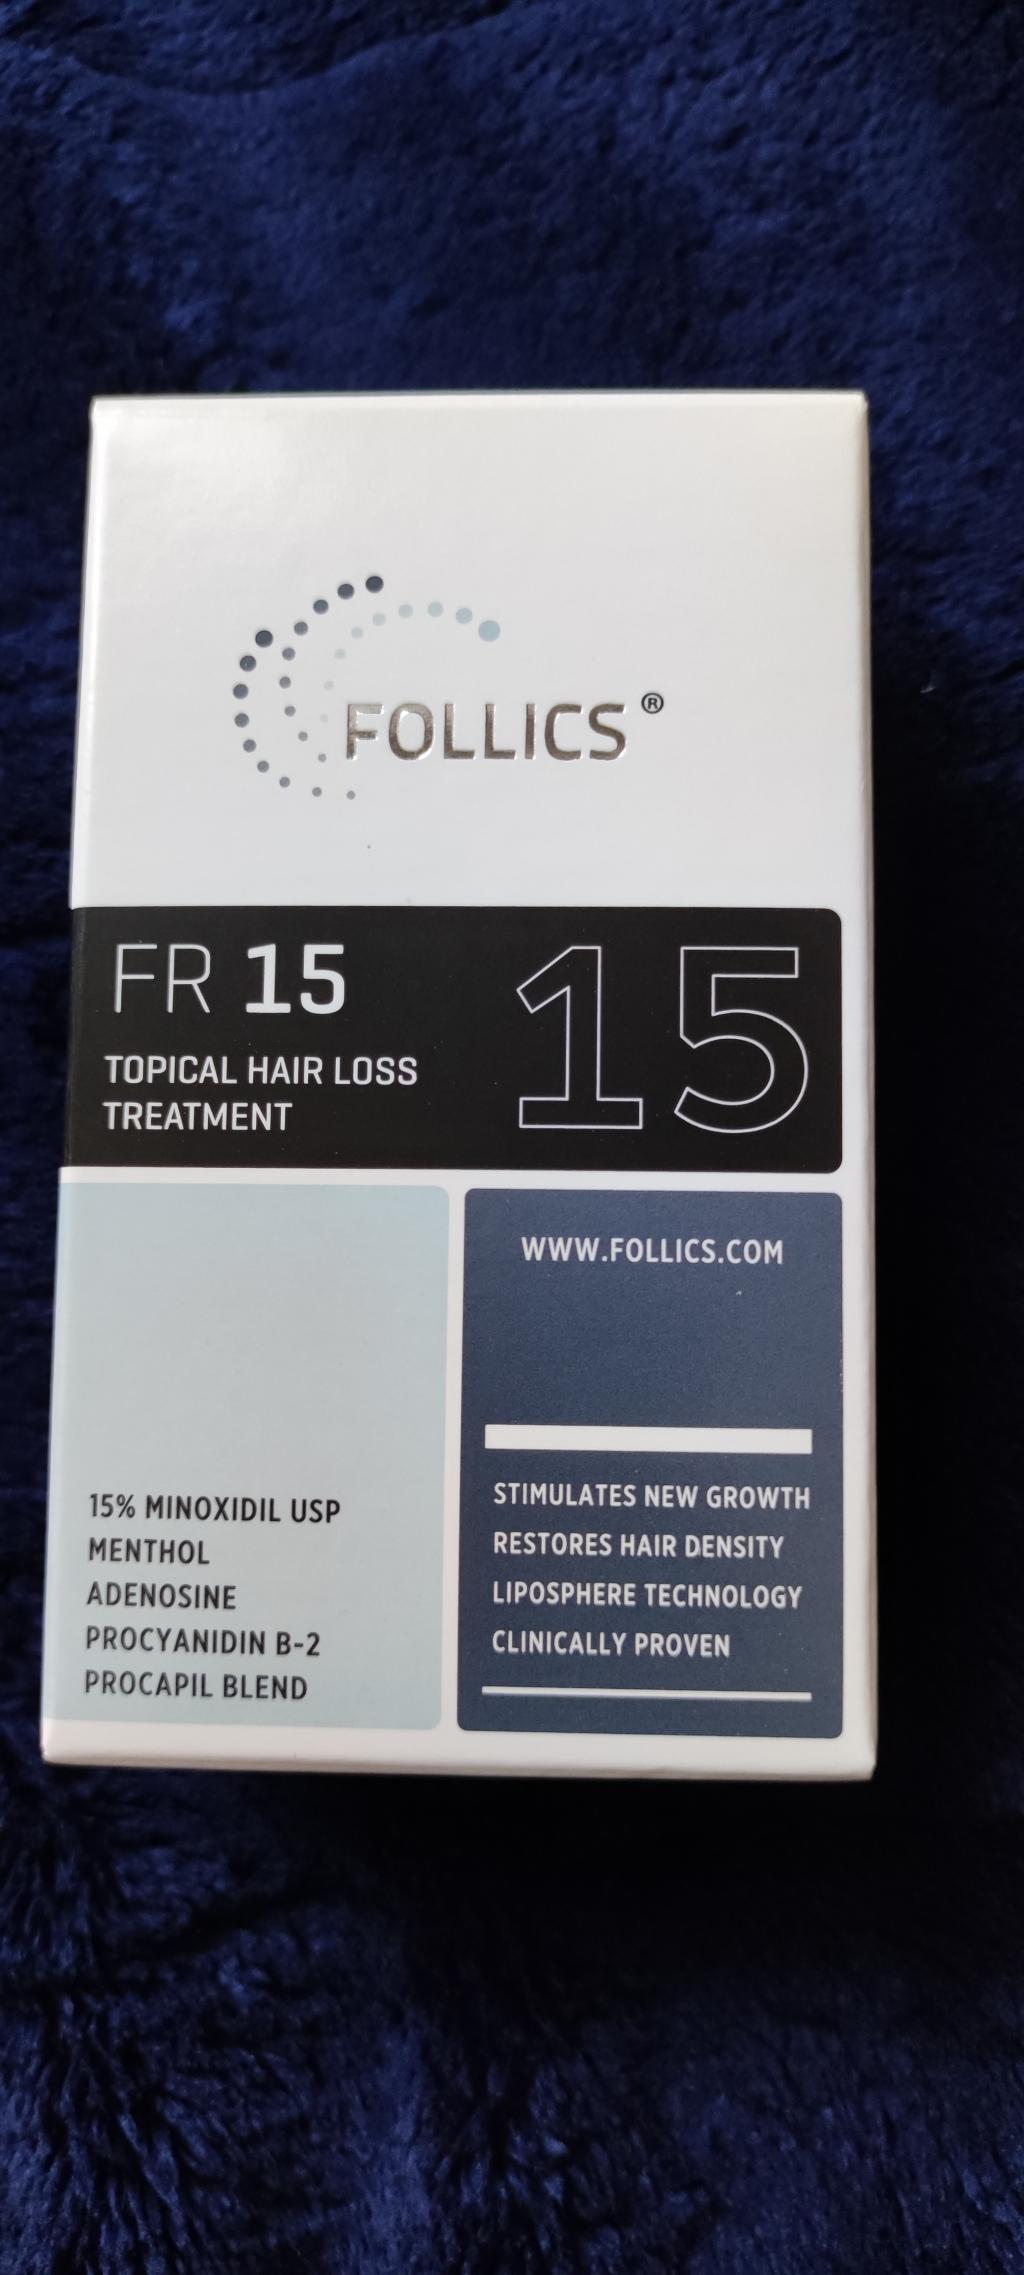 FOLLICS®
FR 15
15
TOPICAL HAIR LOSS
TREATMENT
15% MINOXIDIL USP
MENTHOL
ADENOSINE
PROCYANIDIN B-2
PROCAPIL BLEND
WWW.FOLLICS.COM
STIMULATES NEW GROWTH
RESTORES HAIR DENSITY
LIPOSPHERE TECHNOLOGY
CLINICALLY PROVEN